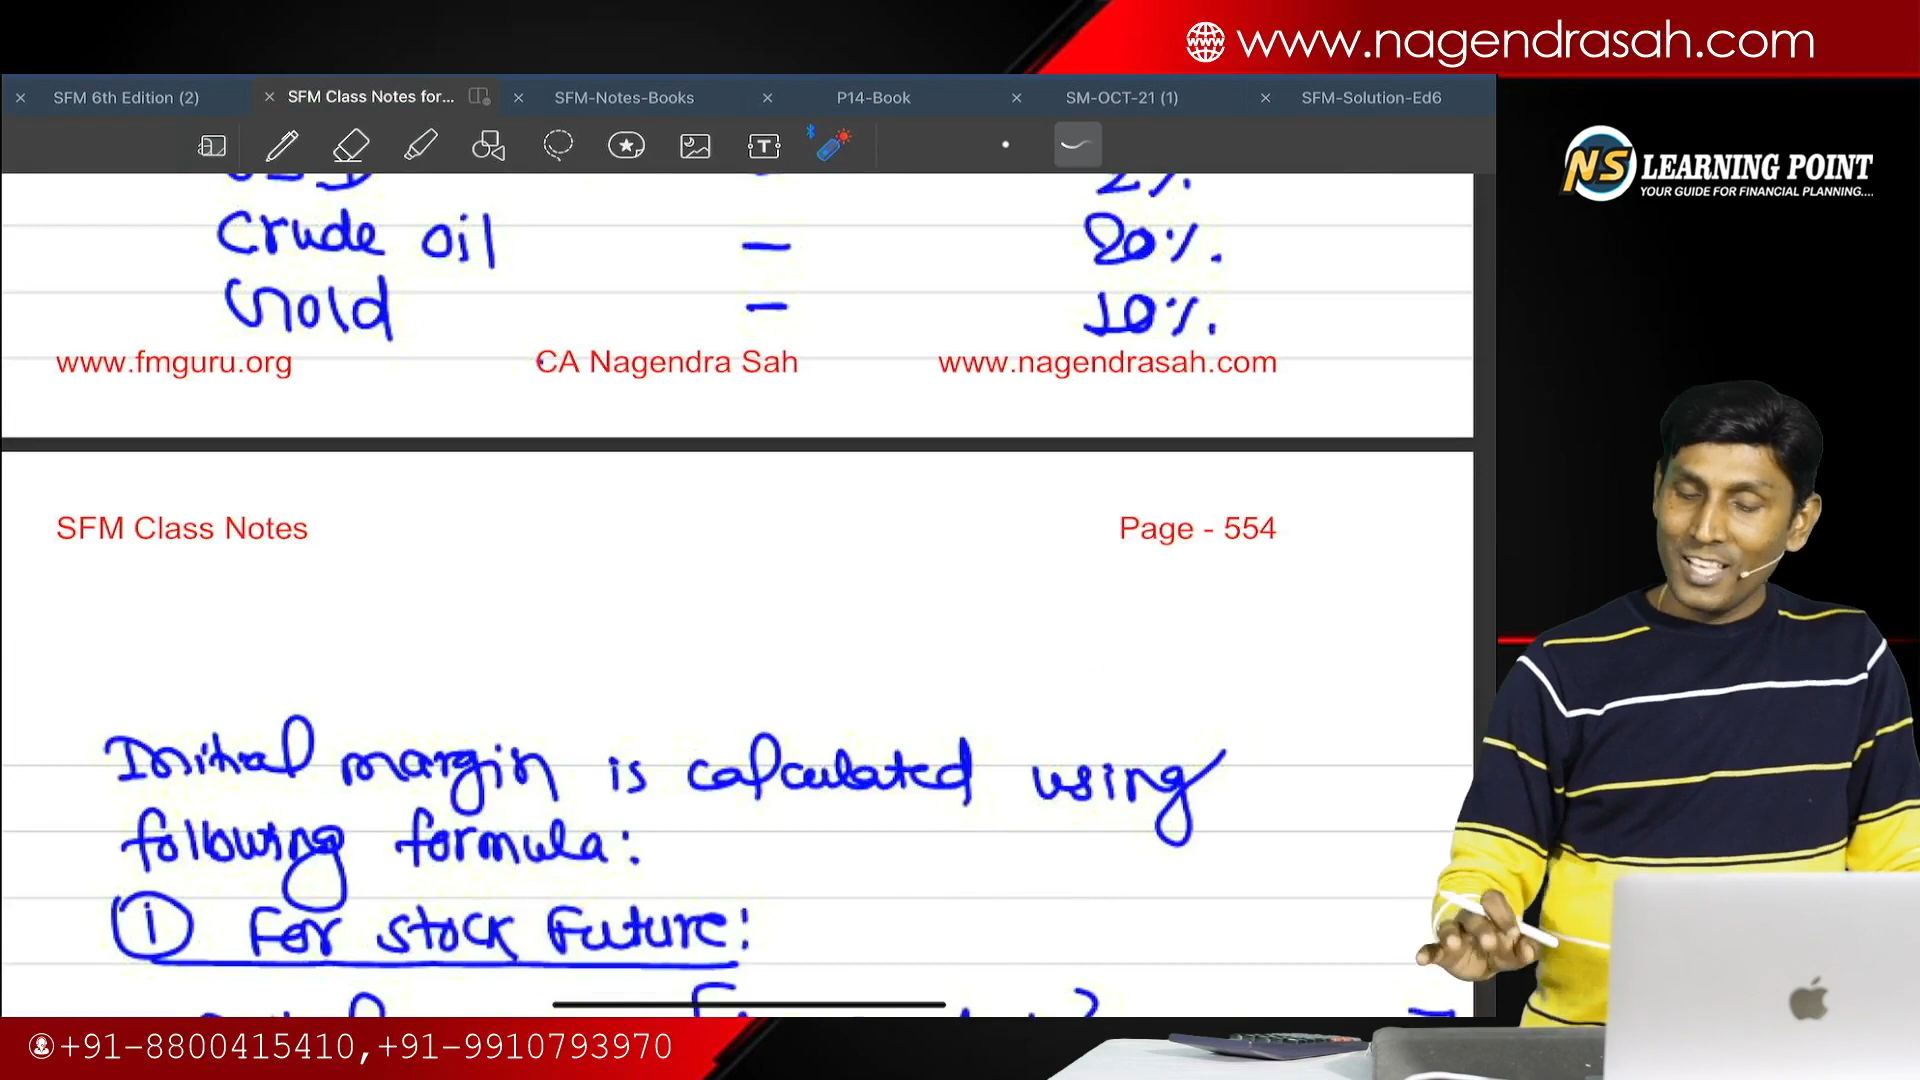 www.nagendrasah.com
SFM 6th Edition (2)
SFM Class Notes for...
SFM-Notes-Books
P14-Book
SM-OCT-21 (1)
SFM-Solution-Ed6
T
NS LEARNING POINT
YOUR GUIDE FOR FINANCIAL PLANNING....
2%.
Crude oil - 20%.
Gold - 10%.
www.fmguru.org CA Nagendra Sah www.nagendrasah.com
SFM Class Notes Page - 554
Initial margin is calculated using
following formula:
(i) For stock Future:
+91-8800415410,+91-9910793970